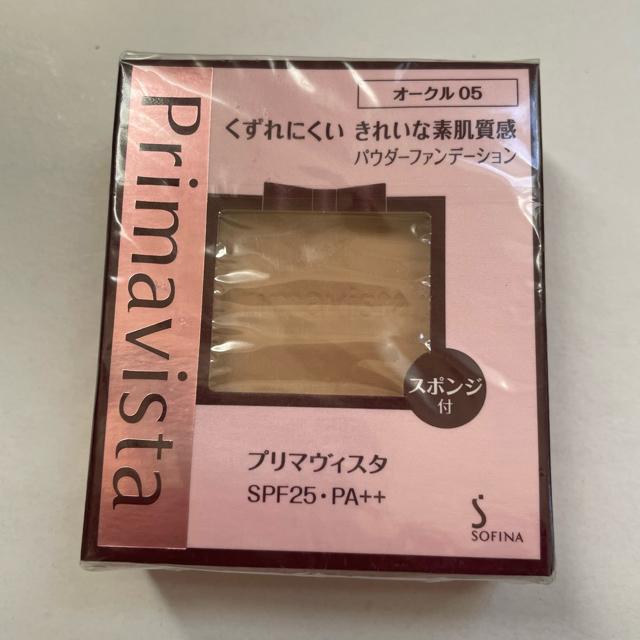 Primavista
オークル 05
くずれにくい きれいな素肌質感
パウダーファンデーション
Primavista
スポンジ
付
プリマヴィスタ
SPF25・PA++
SOFINA